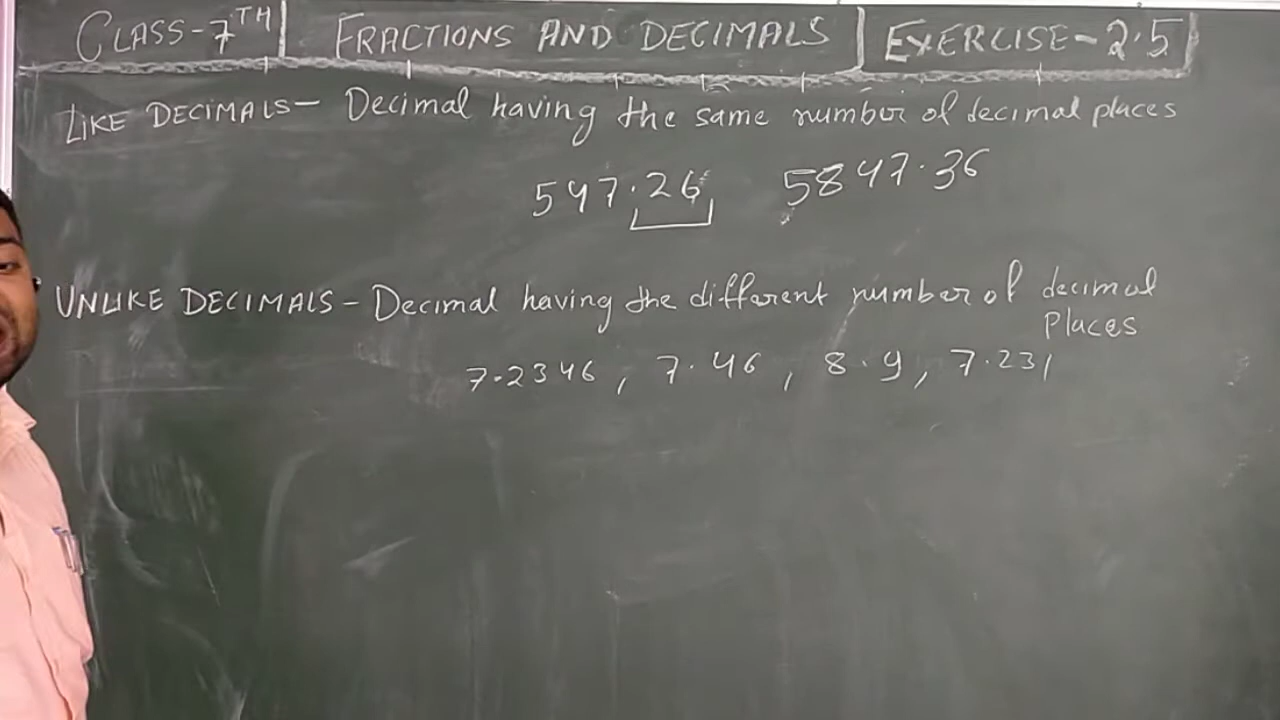 CLASS-7TH | FRACTIONS AND DECIMALS | EXERCISE-2.5
LIKE DECIMALS- Decimal having the same number of decimal places
547.26 5847.36
UNLIKE DECIMALS- Decimal having the different number of decimal
Places
7.2346, 7.46, 8.9, 7.231